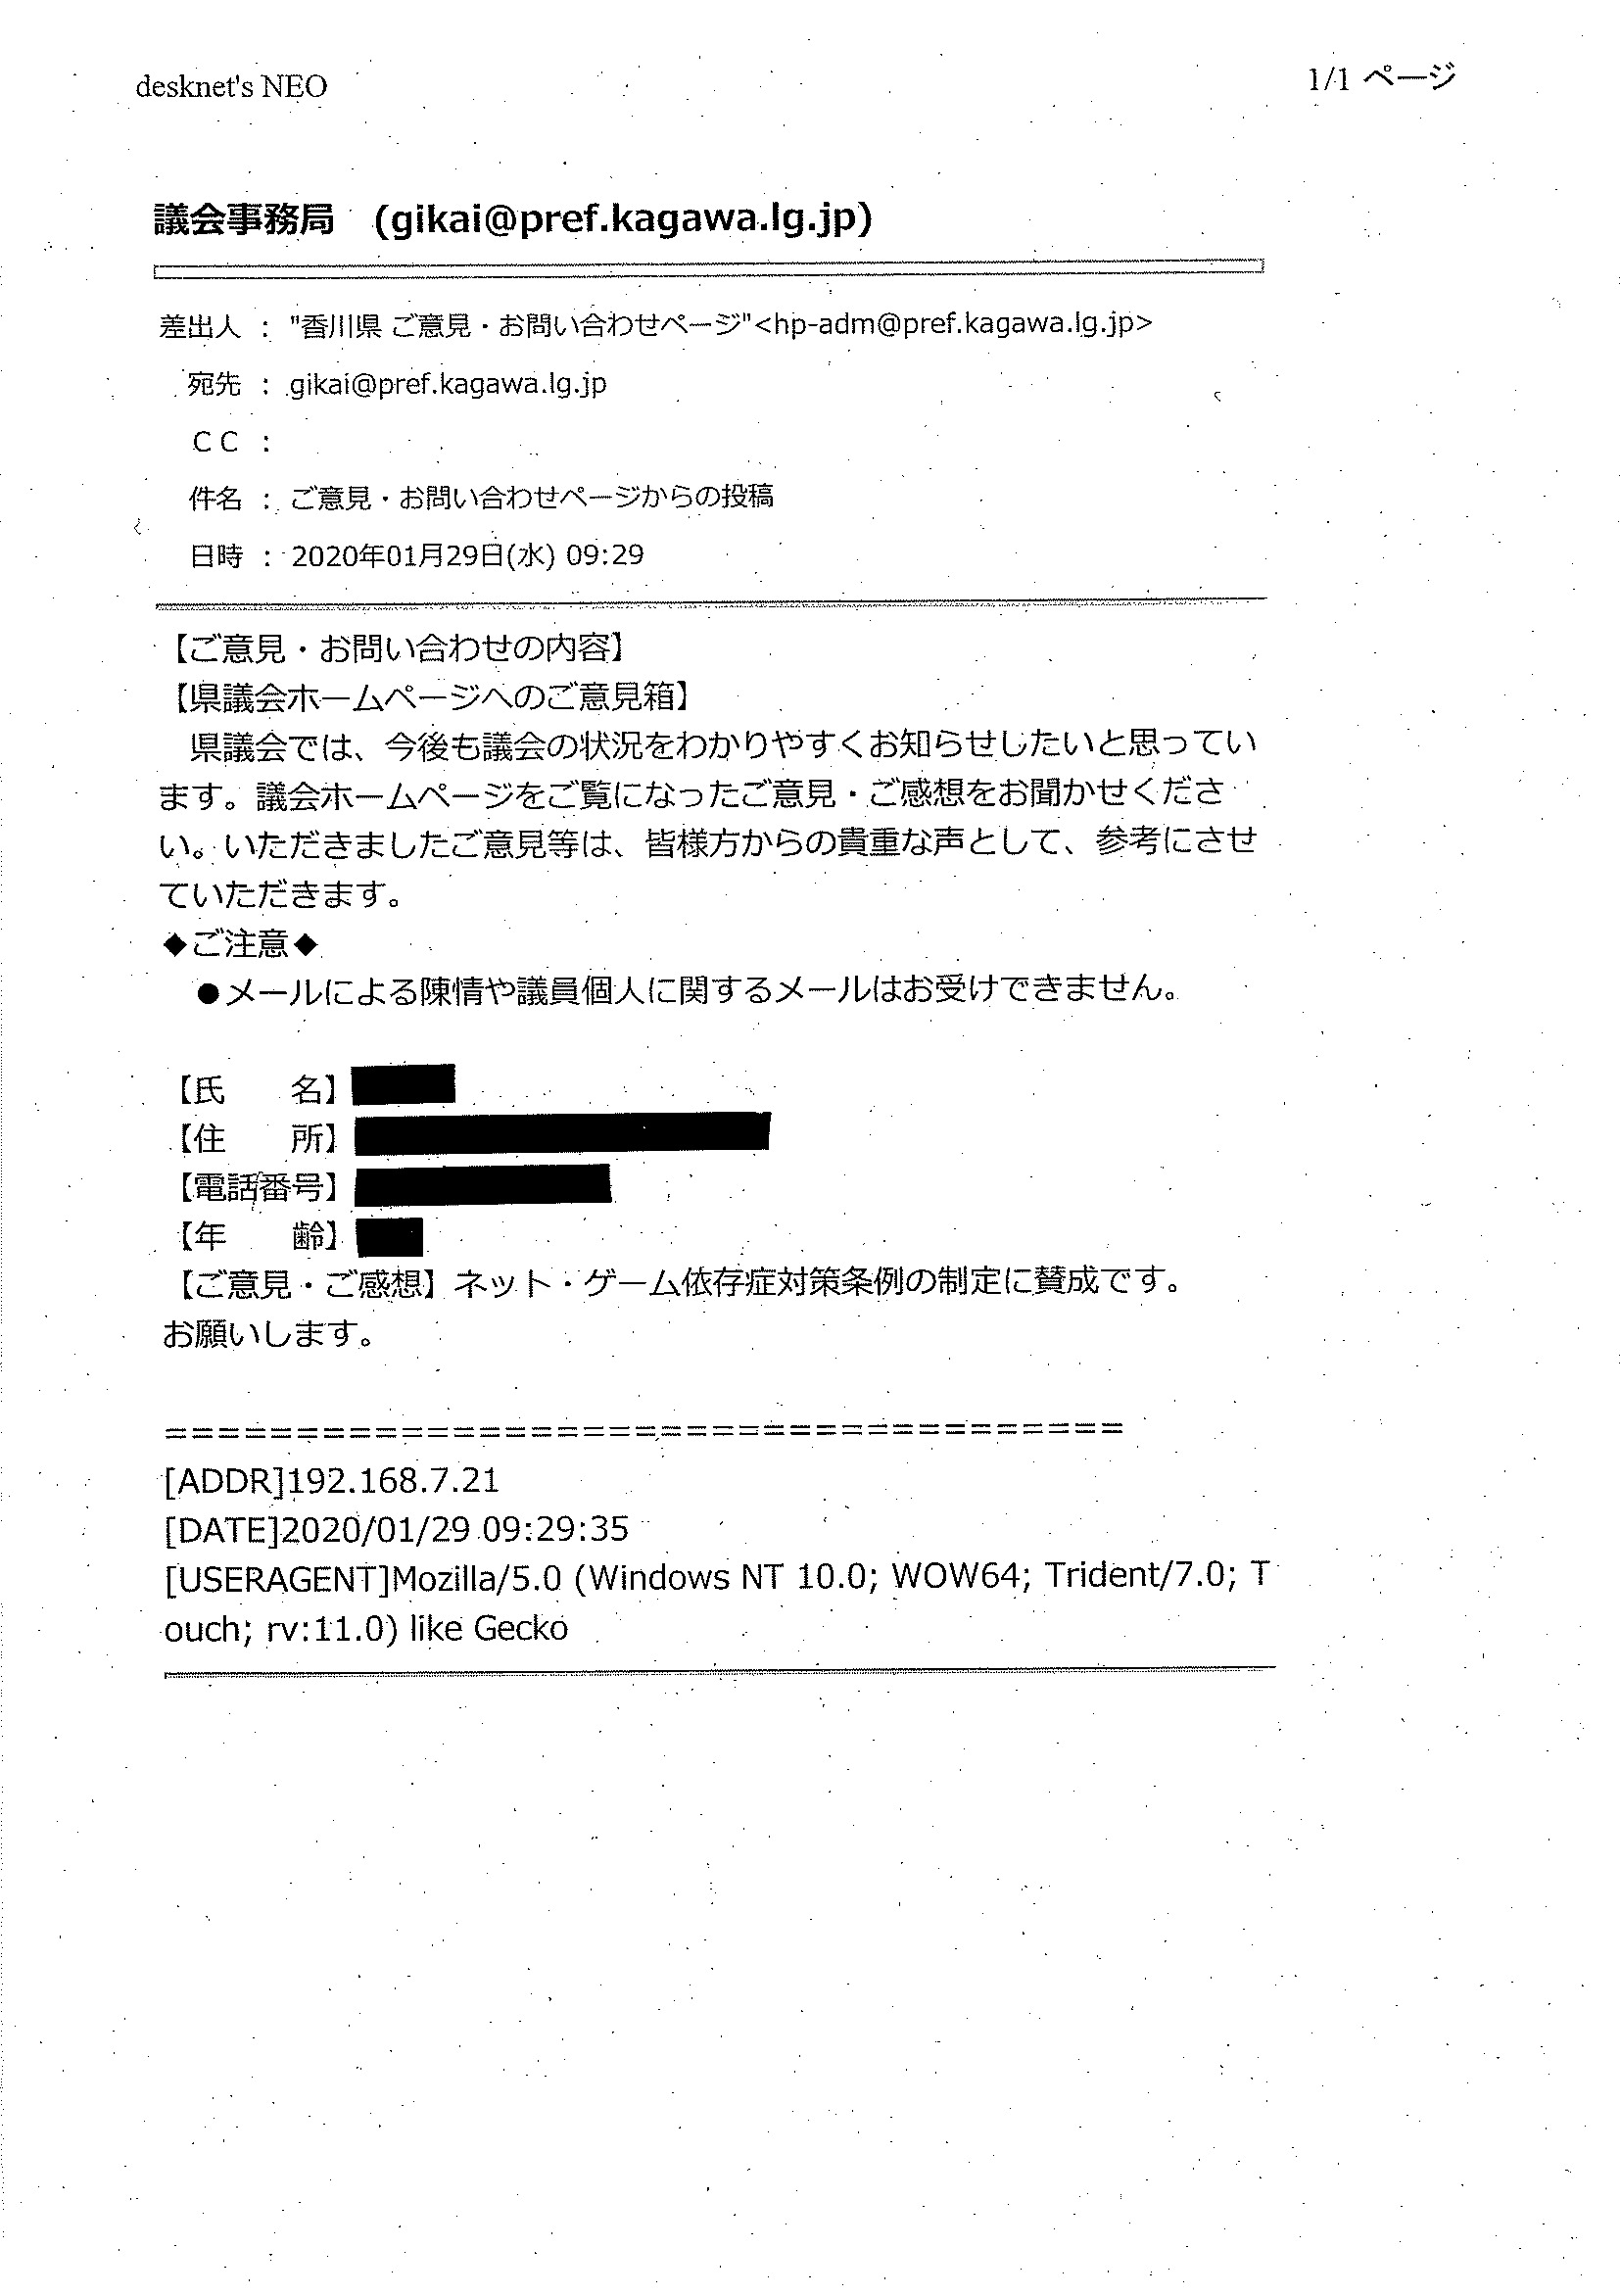 desknet's NEO
1/1 ページ
議会事務局 (gikai@pref.kagawa.lg.jp)
差出人 : "香川県 ご意見・お問い合わせページ"<hp-adm@pref.kagawa.lg.jp>
宛先 : gikai@pref.kagawa.lg.jp
CC :
件名 : ご意見・お問い合わせページからの投稿
日時 : 2020年01月29日(水) 09:29
【ご意見・お問い合わせの内容】
【県議会ホームページへのご意見箱】
県議会では、今後も議会の状況をわかりやすくお知らせしたいと思ってい
ます。議会ホームページをご覧になったご意見・ご感想をお聞かせくださ
い。いただきましたご意見等は、皆様方からの貴重な声として、参考にさせ
ていただきます。
◆ご注意◆
●メールによる陳情や議員個人に関するメールはお受けできません。
【氏　　名】
【住　　所】
【電話番号】
【年　　齢】
【ご意見・ご感想】ネット・ゲーム依存症対策条例の制定に賛成です。
お願いします。
=====================================
[ADDR]192.168.7.21
[DATE]2020/01/29 09:29:35
[USERAGENT]Mozilla/5.0 (Windows NT 10.0; WOW64; Trident/7.0; T
ouch; rv:11.0) like Gecko